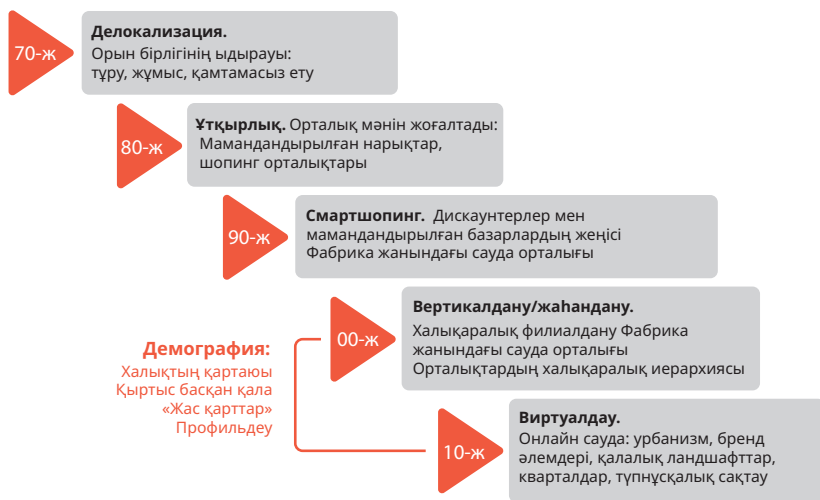 70-ж
Делокализация.
Орын бірлігінің ыдырауы:
тұру, жұмыс, қамтамасыз ету
80-ж
Ұтқырлық. Орталық мәнін жоғалтады:
Мамандандырылған нарықтар,
шопинг орталықтары
90-ж
Смартшопинг. Дискаунтерлер мен
мамандандырылған базарлардың жеңісі
Фабрика жанындағы сауда орталығы
00-ж
Вертикалдану/жаһандану.
Халықаралық филиалдану Фабрика
жанындағы сауда орталығы
Орталықтардың халықаралық иерархиясы
Демография:
Халықтың қартаюы
Қыртыс басқан қала
«Жас қарттар»
Профильдеу
10-ж
Виртуалдау.
Онлайн сауда: урбанизм, бренд
әлемдері, қалалық ландшафттар,
кварталдар, түпнұсқалық сақтау